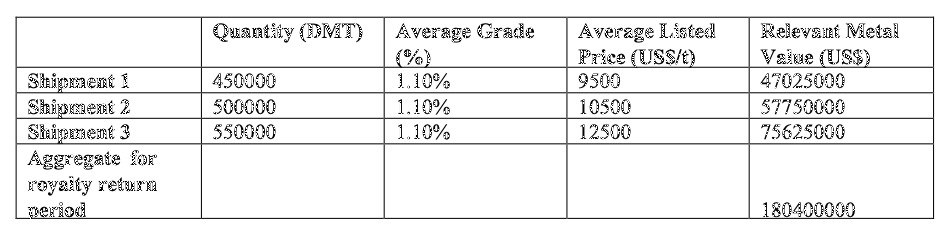 Quantity (DMT) Average Grade Average Listed Relevant Metal
(%) Price (US$/t) Value (US$)
Shipment 1 450000 1.10% 9500 47025000
Shipment 2 500000 1.10% 10500 57750000
Shipment 3 550000 1.10% 12500 75625000
Aggregate for
royalty return
period 180400000